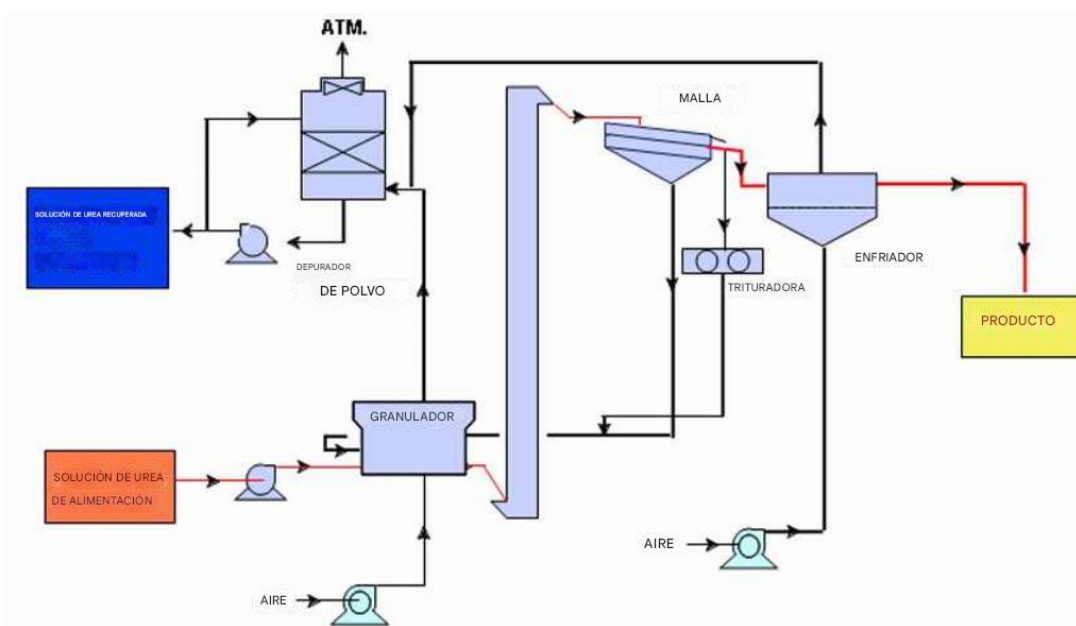 ATM.
MALLA
SOLUCIÓN DE UREA RECUPERADA
DEPURADOR
DE POLVO
ENFRIADOR
TRITURADORA
PRODUCTO
GRANULADOR
SOLUCIÓN DE UREA
DE ALIMENTACIÓN
AIRE
AIRE